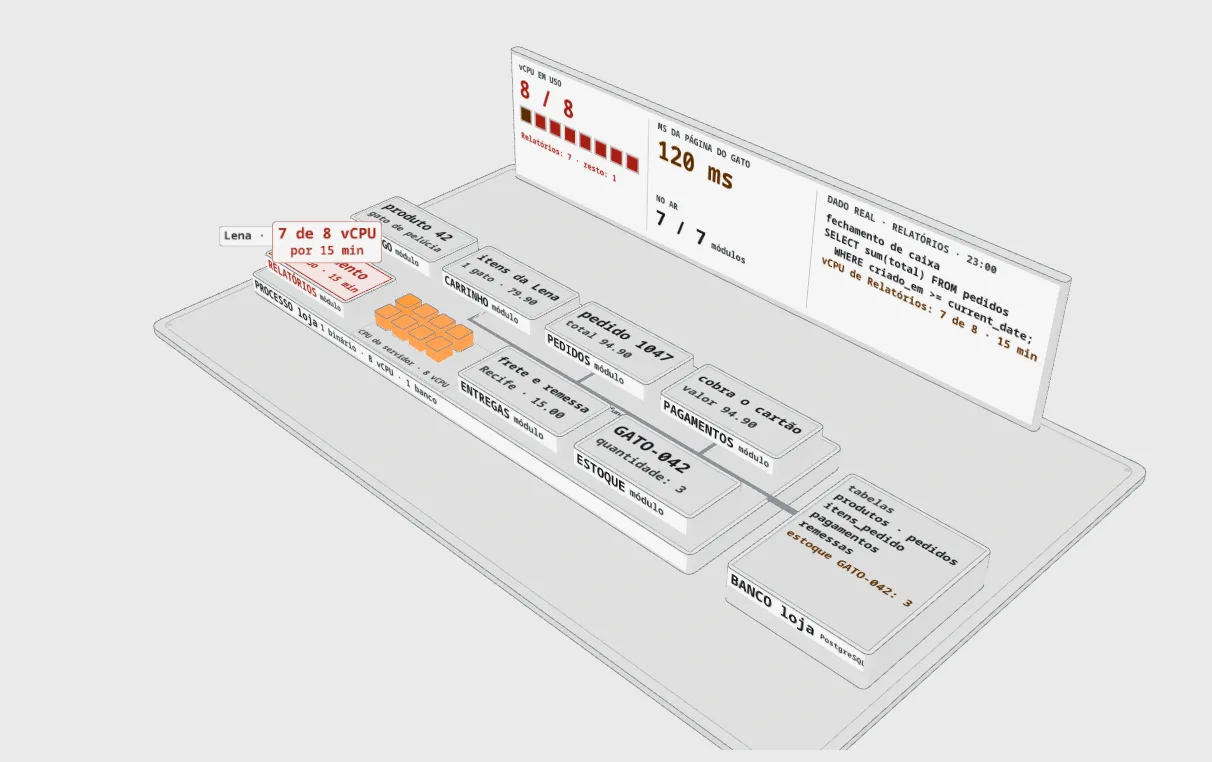 vCPU EM USO
8 / 8
Relatórios: 7 · resto: 1
MS DA PÁGINA DO GATO
120 ms
NO AR
7 / 7 módulos
DADO REAL · RELATÓRIOS · 23:00
fechamento de caixa
SELECT sum(total) FROM pedidos
WHERE criado_em >= current_date;
vCPU de Relatórios: 7 de 8 · 15 min
Lena ·
7 de 8 vCPU
por 15 min
produto 42
gato de pelúcia
GO módulo
ento
o · 15 min
RELATÓRIOS módulo
itens da Lena
1 gato · 79.90
CARRINHO módulo
pedido 1047
total 94.90
PEDIDOS módulo
cobra o cartão
valor 94.90
PAGAMENTOS módulo
PROCESSO loja 1 binário · 8 vCPU · 1 banco
CPU do servidor · 8 vCPU
frete e remessa
Recife · 15.00
ENTREGAS módulo
GATO-042
quantidade: 3
ESTOQUE módulo
tabelas
produtos · pedidos
itens_pedido
pagamentos
remessas
estoque GATO-042: 3
BANCO loja PostgreSQL